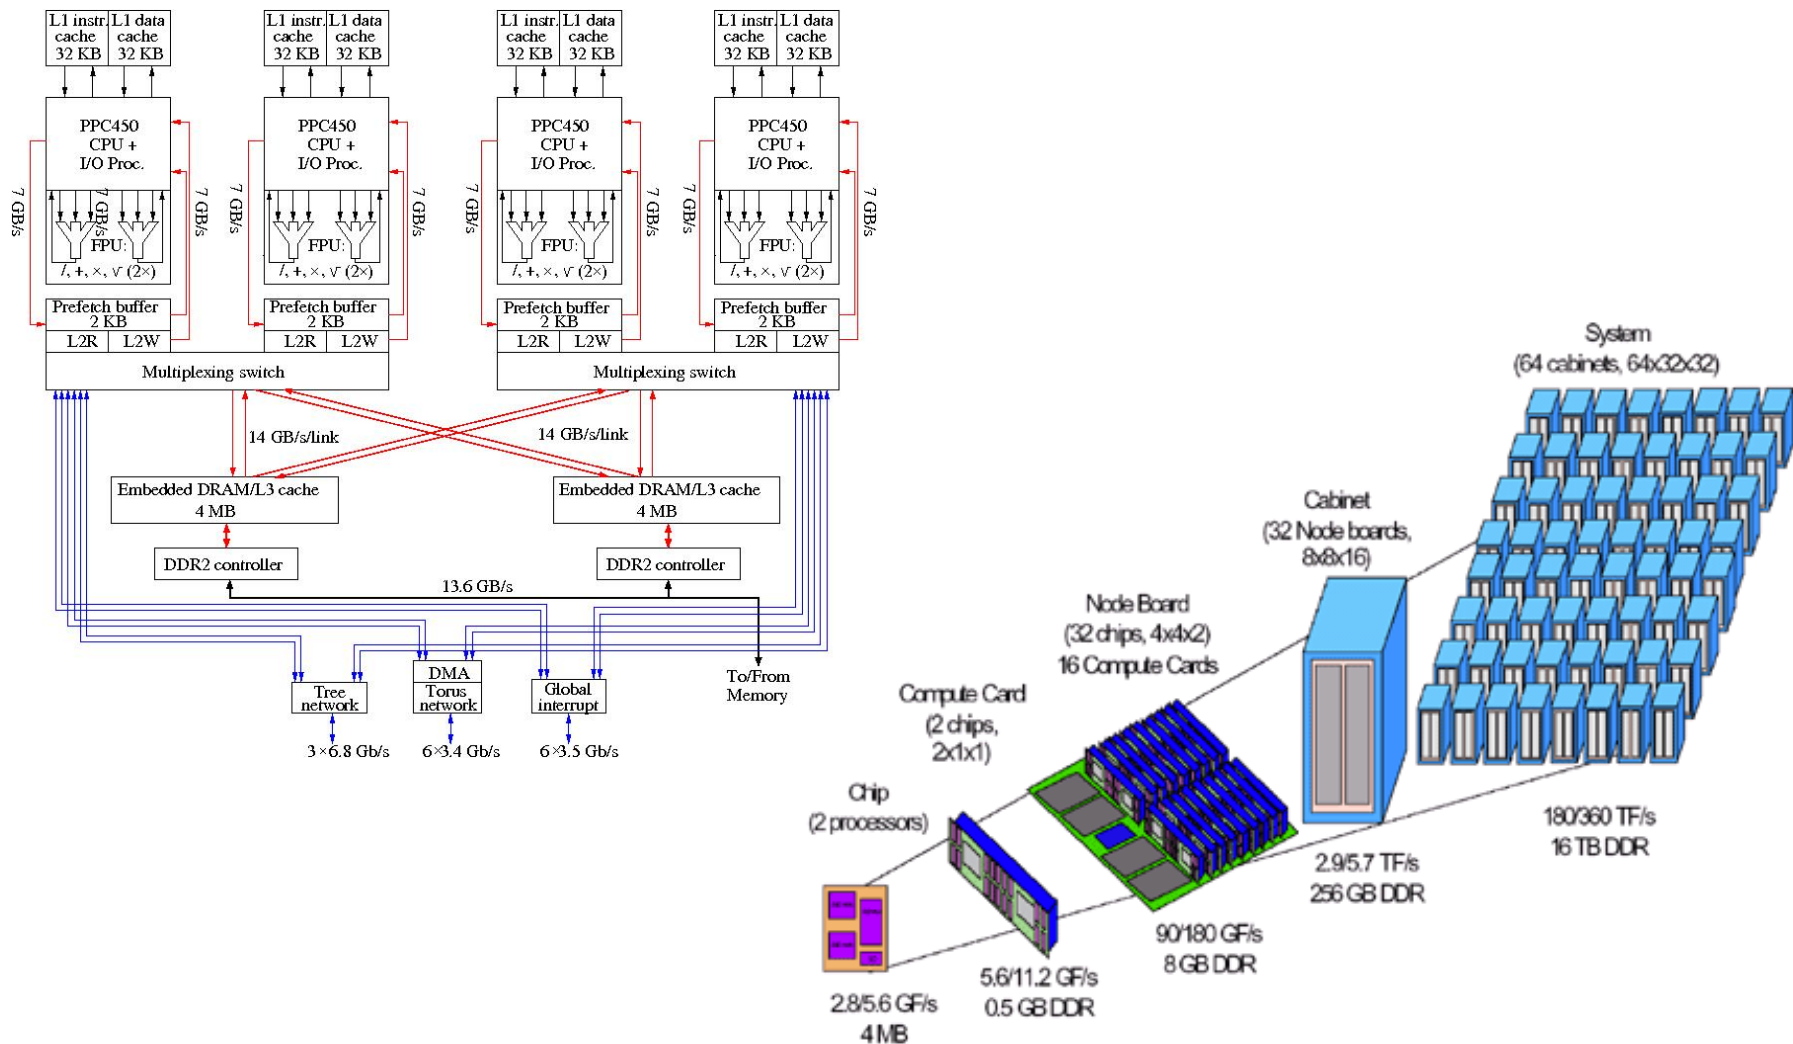 L1 instr. L1 data
cache cache
32 KB 32 KB
L1 instr. L1 data
cache cache
32 KB 32 KB
L1 instr. L1 data
cache cache
32 KB 32 KB
L1 instr. L1 data
cache cache
32 KB 32 KB
PPC450
CPU +
I/O Proc.
PPC450
CPU +
I/O Proc.
PPC450
CPU +
I/O Proc.
PPC450
CPU +
I/O Proc.
7 GB/s
7 GB/s
7 GB/s
7 GB/s
7 GB/s
7 GB/s
7 GB/s
7 GB/s
7 GB/s
FPU:
/, +, ×, √ (2×)
FPU:
/, +, ×, √ (2×)
FPU:
/, +, ×, √ (2×)
FPU:
/, +, ×, √ (2×)
Prefetch buffer
2 KB
L2R L2W
Prefetch buffer
2 KB
L2R L2W
Prefetch buffer
2 KB
L2R L2W
Prefetch buffer
2 KB
L2R L2W
Multiplexing switch
Multiplexing switch
14 GB/s/link
14 GB/s/link
Embedded DRAM/L3 cache
4 MB
Embedded DRAM/L3 cache
4 MB
DDR2 controller
DDR2 controller
13.6 GB/s
To/From
Memory
Tree
network
DMA
Torus
network
Global
interrupt
3×6.8 Gb/s
6×3.4 Gb/s
6×3.5 Gb/s
System
(64 cabinets, 64x32x32)
Cabinet
(32 Node boards,
8x8x16)
Node Board
(32 chips, 4x4x2)
16 Compute Cards
Compute Card
(2 chips,
2x1x1)
Chip
(2 processors)
180/360 TF/s
16 TB DDR
2.9/5.7 TF/s
256 GB DDR
90/180 GF/s
8 GB DDR
5.6/11.2 GF/s
0.5 GB DDR
2.8/5.6 GF/s
4 MB